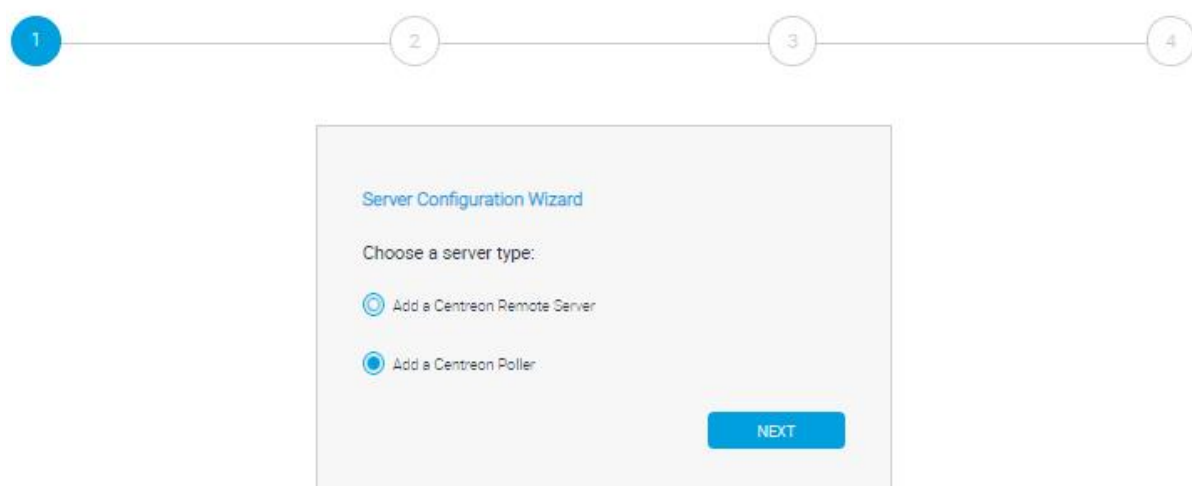 1
2
3
4
Server Configuration Wizard
Choose a server type:
Add a Centreon Remote Server
Add a Centreon Poller
NEXT